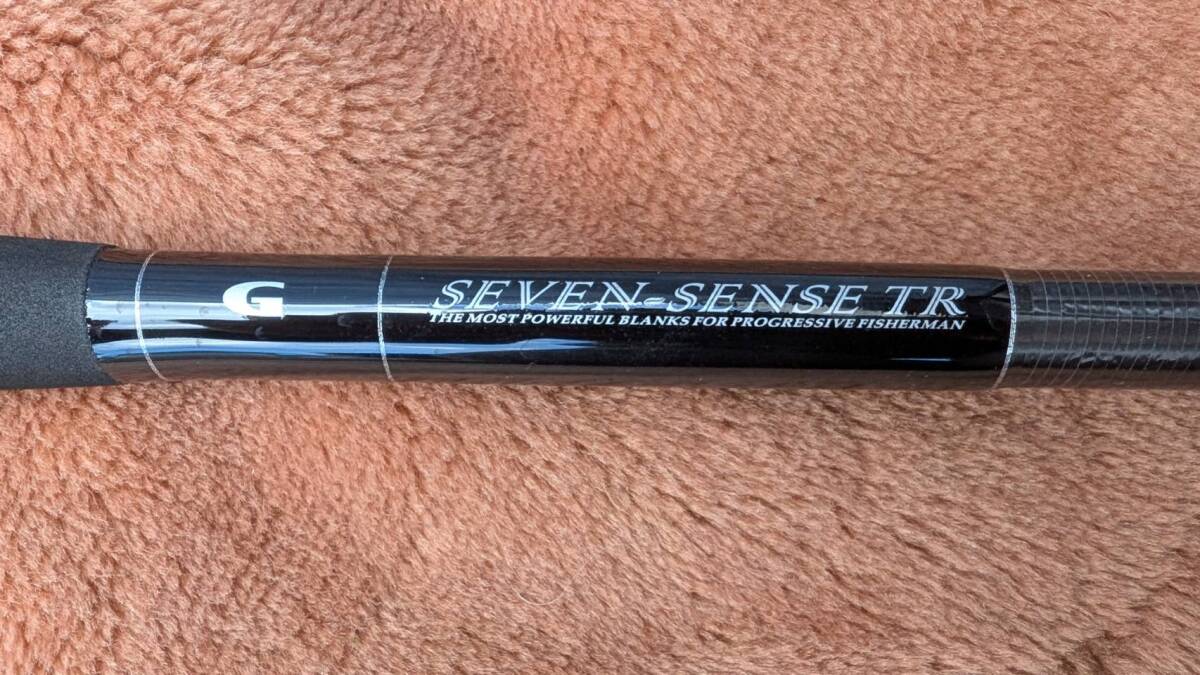 G
SEVEN-SENSE TR
THE MOST POWERFUL BLANKS FOR PROGRESSIVE FISHERMAN